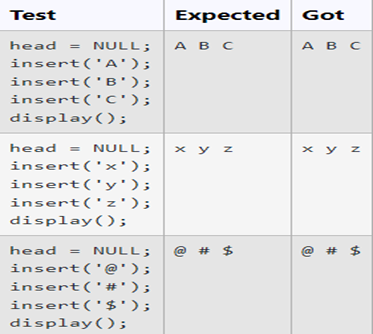 Test Expected Got
head = NULL; A B C A B C
insert('A');
insert('B');
insert('C');
display();
head = NULL; x y z x y z
insert('x');
insert('y');
insert('z');
display();
head = NULL; @ # $ @ # $
insert('@');
insert('#');
insert('$');
display();